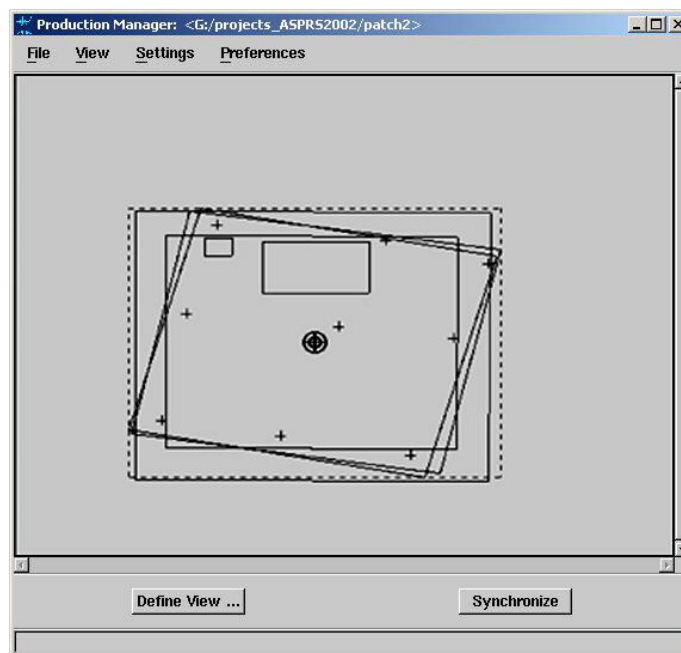 Production Manager: <G:/projects_ASPRS2002/patch2>
File View Settings Preferences
Define View ... Synchronize